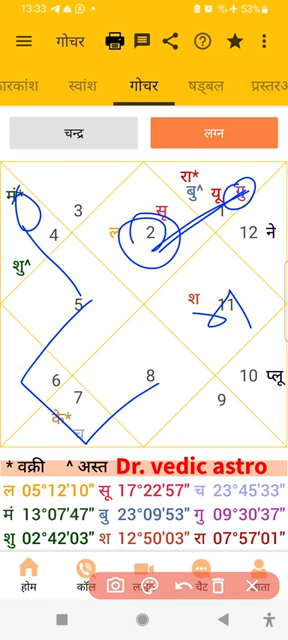 13:33 53%
गोचर
कारकांश स्वांश गोचर षड्बल
चन्द्र लग्न
मं* रा*
बु^ यू गु
3 सू 1
4 ल 2 12 ने
शु^
5 श 11
6 8 10 प्लू
7 9
के*
च
* वक्री ^ अस्त Dr. vedic astro
ल 05°12'10" सू 17°22'57" च 23°45'33"
मं 13°07'47" बु 23°09'53" गु 09°30'37"
शु 02°42'03" श 12°50'03" रा 07°57'01"
होम कॉल चैट